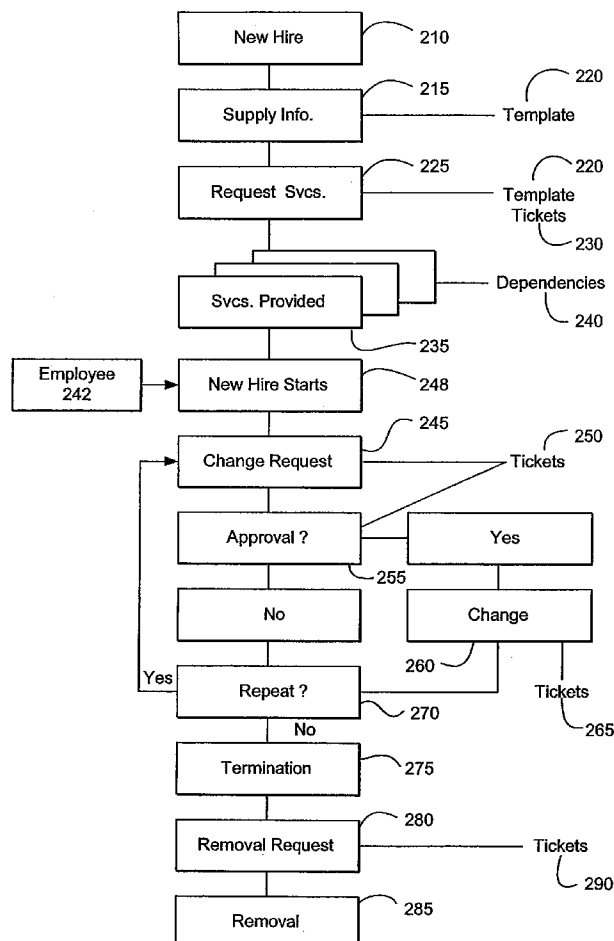 New Hire
210
220
215
Supply Info.
Template
225
220
Request Svcs.
Template
Tickets
230
Dependencies
Svcs. Provided
240
235
Employee
242
New Hire Starts
248
245
250
Change Request
Tickets
Approval ?
Yes
255
No
Change
260
Yes
Repeat ?
Tickets
270
265
No
Termination
275
280
Removal Request
Tickets
290
285
Removal